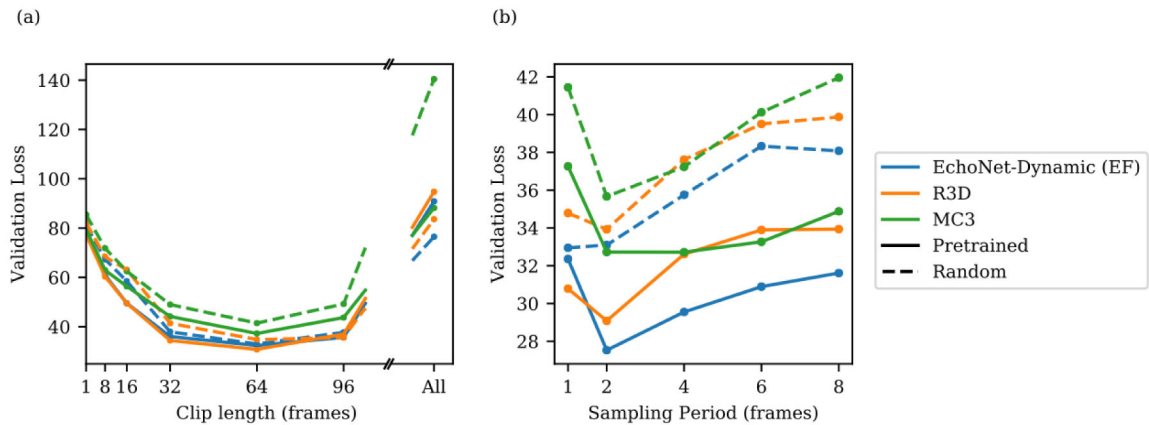 (a)
140
120
100
80
60
40
Validation Loss
1 8 16 32 64 96 All
Clip length (frames)
(b)
42
40
38
36
34
32
30
28
Validation Loss
1 2 4 6 8
Sampling Period (frames)
EchoNet-Dynamic (EF)
R3D
MC3
Pretrained
Random